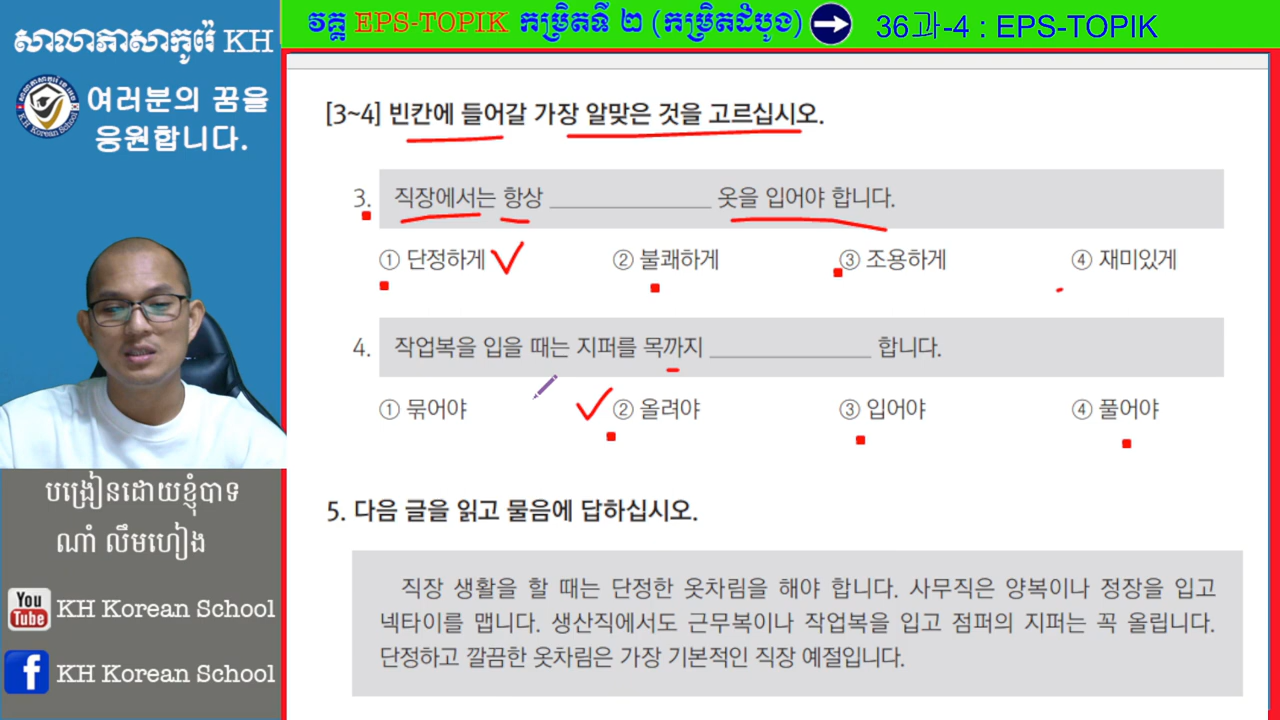 សាលាភាសាកូរ៉េ KH
여러분의 꿈을
응원합니다.
វគ្គ EPS-TOPIK កម្រិតទី ២ (កម្រិតដំបូង)
36과-4 : EPS-TOPIK
[3~4] 빈칸에 들어갈 가장 알맞은 것을 고르십시오.
3. 직장에서는 항상 ______________ 옷을 입어야 합니다.
① 단정하게 ② 불쾌하게 ③ 조용하게 ④ 재미있게
4. 작업복을 입을 때는 지퍼를 목까지 ______________ 합니다.
① 묶어야 ② 올려야 ③ 입어야 ④ 풀어야
5. 다음 글을 읽고 물음에 답하십시오.
직장 생활을 할 때는 단정한 옷차림을 해야 합니다. 사무직은 양복이나 정장을 입고
넥타이를 맵니다. 생산직에서도 근무복이나 작업복을 입고 점퍼의 지퍼는 꼭 올립니다.
단정하고 깔끔한 옷차림은 가장 기본적인 직장 예절입니다.
បង្រៀនដោយខ្ញុំបាទ
ណាំ លឹមហៀង
You
Tube
KH Korean School
f KH Korean School